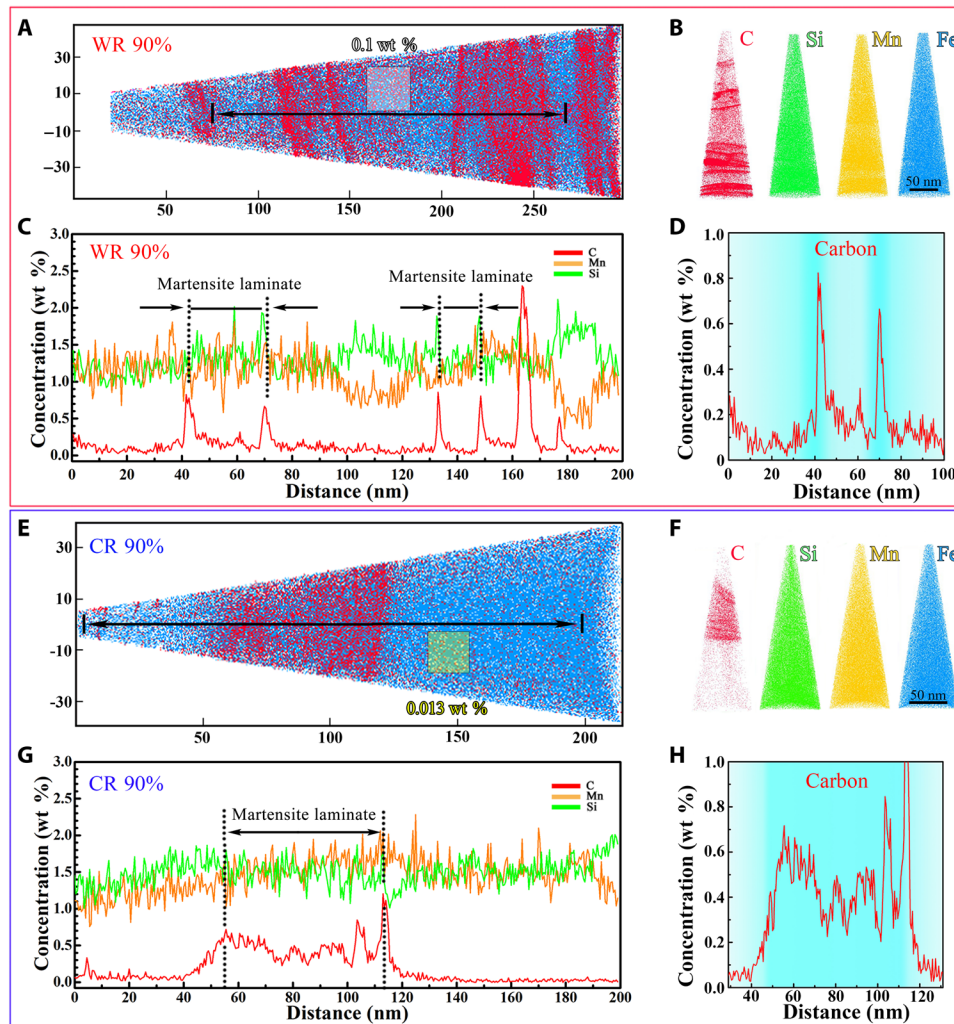 A
WR 90%
0.1 wt %
40
10
−10
−30
50
100
150
200
250
B
C
Si
Mn
Fe
50 nm
C
WR 90%
Martensite laminate
Martensite laminate
C
Mn
Si
Concentration (wt %)
3.0
2.5
2.0
1.5
1.0
0.5
0.0
0 20 40 60 80 100 120 140 160 180 200
Distance (nm)
D
Carbon
Concentration (wt %)
1.0
0.8
0.6
0.4
0.2
0
0 20 40 60 80 100
Distance (nm)
E
CR 90%
30
10
-10
-30
0.013 wt %
50
100
150
200
F
C
Si
Mn
Fe
50 nm
G
CR 90%
Martensite laminate
C
Mn
Si
Concentration (wt %)
3.0
2.5
2.0
1.5
1.0
0.5
0.0
0 20 40 60 80 100 120 140 160 180 200
Distance (nm)
H
Carbon
Concentration (wt %)
1.0
0.8
0.6
0.4
0.2
0
40 60 80 100 120
Distance (nm)